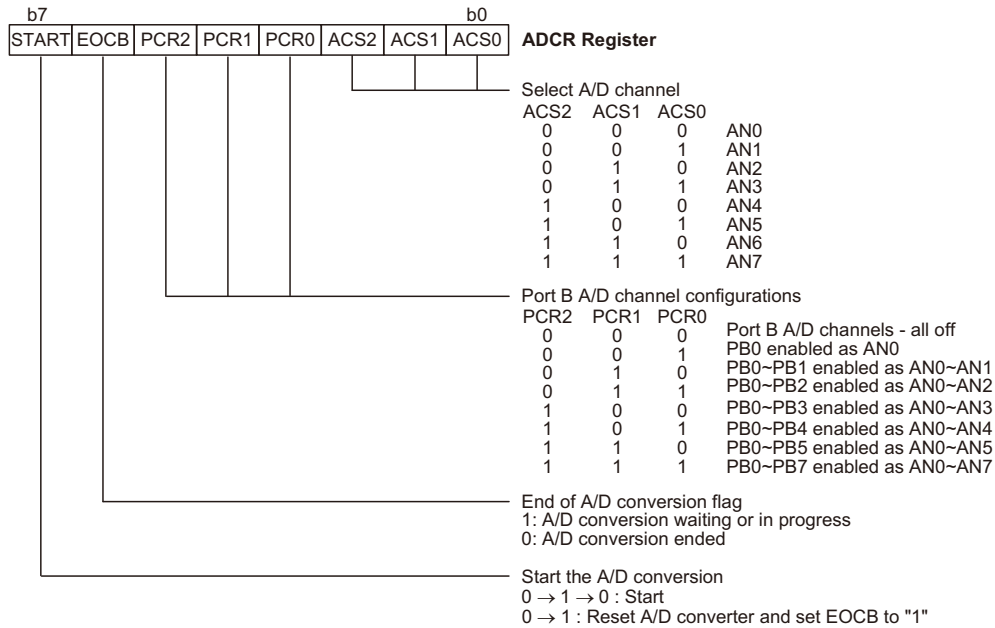 b7 b0
START EOCB PCR2 PCR1 PCR0 ACS2 ACS1 ACS0 ADCR Register
Select A/D channel
ACS2 ACS1 ACS0
0 0 0 AN0
0 0 1 AN1
0 1 0 AN2
0 1 1 AN3
1 0 0 AN4
1 0 1 AN5
1 1 0 AN6
1 1 1 AN7
Port B A/D channel configurations
PCR2 PCR1 PCR0
0 0 0 Port B A/D channels - all off
0 0 1 PB0 enabled as AN0
0 1 0 PB0~PB1 enabled as AN0~AN1
0 1 1 PB0~PB2 enabled as AN0~AN2
1 0 0 PB0~PB3 enabled as AN0~AN3
1 0 1 PB0~PB4 enabled as AN0~AN4
1 1 0 PB0~PB5 enabled as AN0~AN5
1 1 1 PB0~PB7 enabled as AN0~AN7
End of A/D conversion flag
1: A/D conversion waiting or in progress
0: A/D conversion ended
Start the A/D conversion
0 → 1 → 0 : Start
0 → 1 : Reset A/D converter and set EOCB to "1"